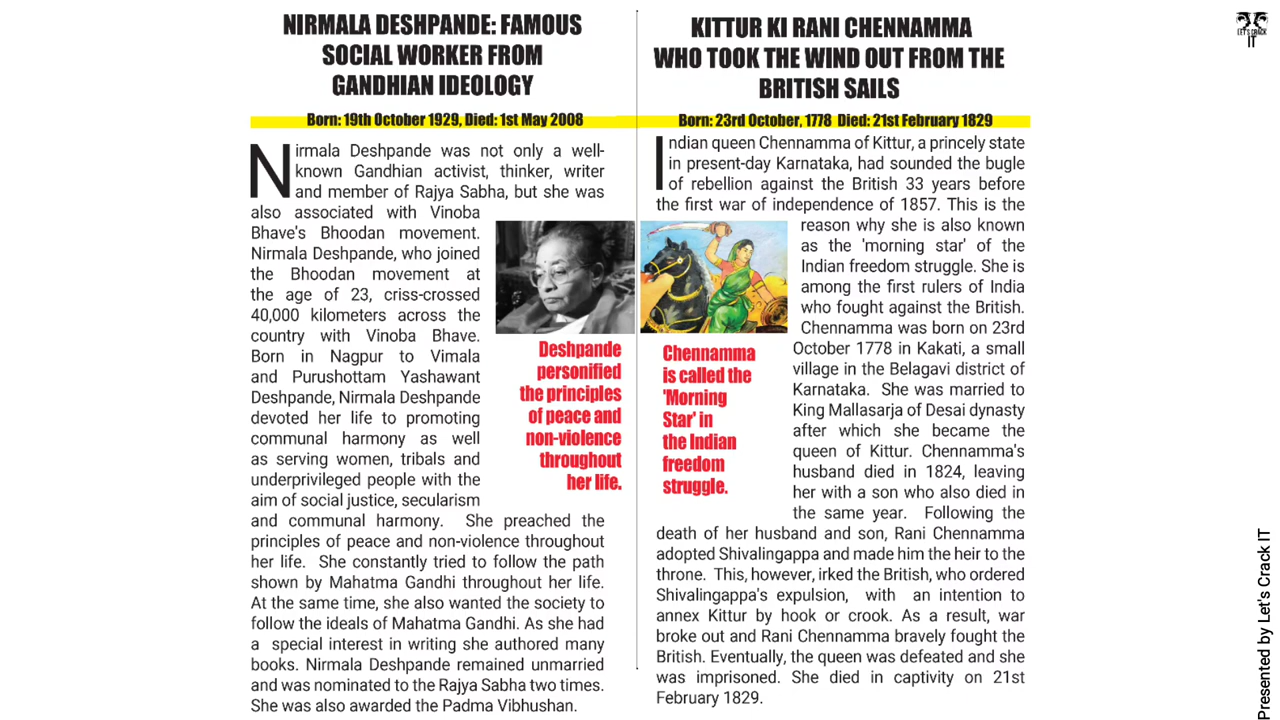 NIRMALA DESHPANDE: FAMOUS
SOCIAL WORKER FROM
GANDHIAN IDEOLOGY
Born: 19th October 1929, Died: 1st May 2008
Nirmala Deshpande was not only a well-
known Gandhian activist, thinker, writer
and member of Rajya Sabha, but she was
also associated with Vinoba
Bhave's Bhoodan movement.
Nirmala Deshpande, who joined
the Bhoodan movement at
the age of 23, criss-crossed
40,000 kilometers across the
country with Vinoba Bhave.
Born in Nagpur to Vimala
and Purushottam Yashawant
Deshpande, Nirmala Deshpande
devoted her life to promoting
communal harmony as well
as serving women, tribals and
underprivileged people with the
aim of social justice, secularism
and communal harmony. She preached the
principles of peace and non-violence throughout
her life. She constantly tried to follow the path
shown by Mahatma Gandhi throughout her life.
At the same time, she also wanted the society to
follow the ideals of Mahatma Gandhi. As she had
a special interest in writing she authored many
books. Nirmala Deshpande remained unmarried
and was nominated to the Rajya Sabha two times.
She was also awarded the Padma Vibhushan.
Deshpande
personified
the principles
of peace and
non-violence
throughout
her life.
KITTUR KI RANI CHENNAMMA
WHO TOOK THE WIND OUT FROM THE
BRITISH SAILS
Born: 23rd October, 1778 Died: 21st February 1829
Indian queen Chennamma of Kittur, a princely state
in present-day Karnataka, had sounded the bugle
of rebellion against the British 33 years before
the first war of independence of 1857. This is the
reason why she is also known
as the 'morning star' of the
Indian freedom struggle. She is
among the first rulers of India
who fought against the British.
Chennamma was born on 23rd
October 1778 in Kakati, a small
village in the Belagavi district of
Karnataka. She was married to
King Mallasarja of Desai dynasty
after which she became the
queen of Kittur. Chennamma's
husband died in 1824, leaving
her with a son who also died in
the same year. Following the
death of her husband and son, Rani Chennamma
adopted Shivalingappa and made him the heir to the
throne. This, however, irked the British, who ordered
Shivalingappa's expulsion, with an intention to
annex Kittur by hook or crook. As a result, war
broke out and Rani Chennamma bravely fought the
British. Eventually, the queen was defeated and she
was imprisoned. She died in captivity on 21st
February 1829.
Chennamma
is called the
'Morning
Star' in
the Indian
freedom
struggle.
LET'S CRACK
IT
Presented by Let's Crack IT